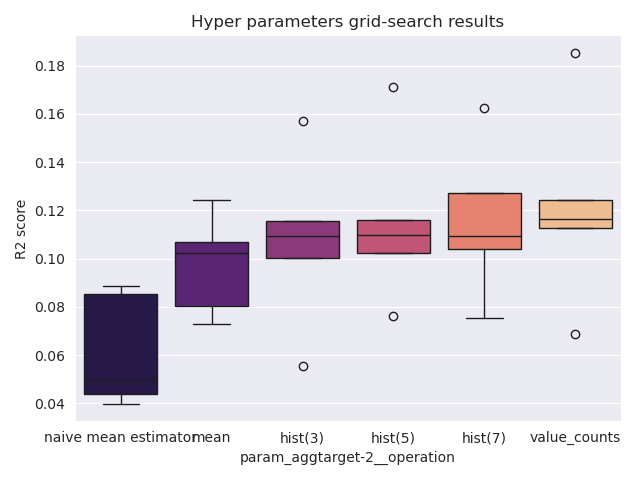 Hyper parameters grid-search results
0.18
0.16
0.14
0.12
0.10
0.08
0.06
0.04
R2 score
naive mean estimator
mean
hist(3)
hist(5)
hist(7)
value_counts
param_aggtarget-2__operation